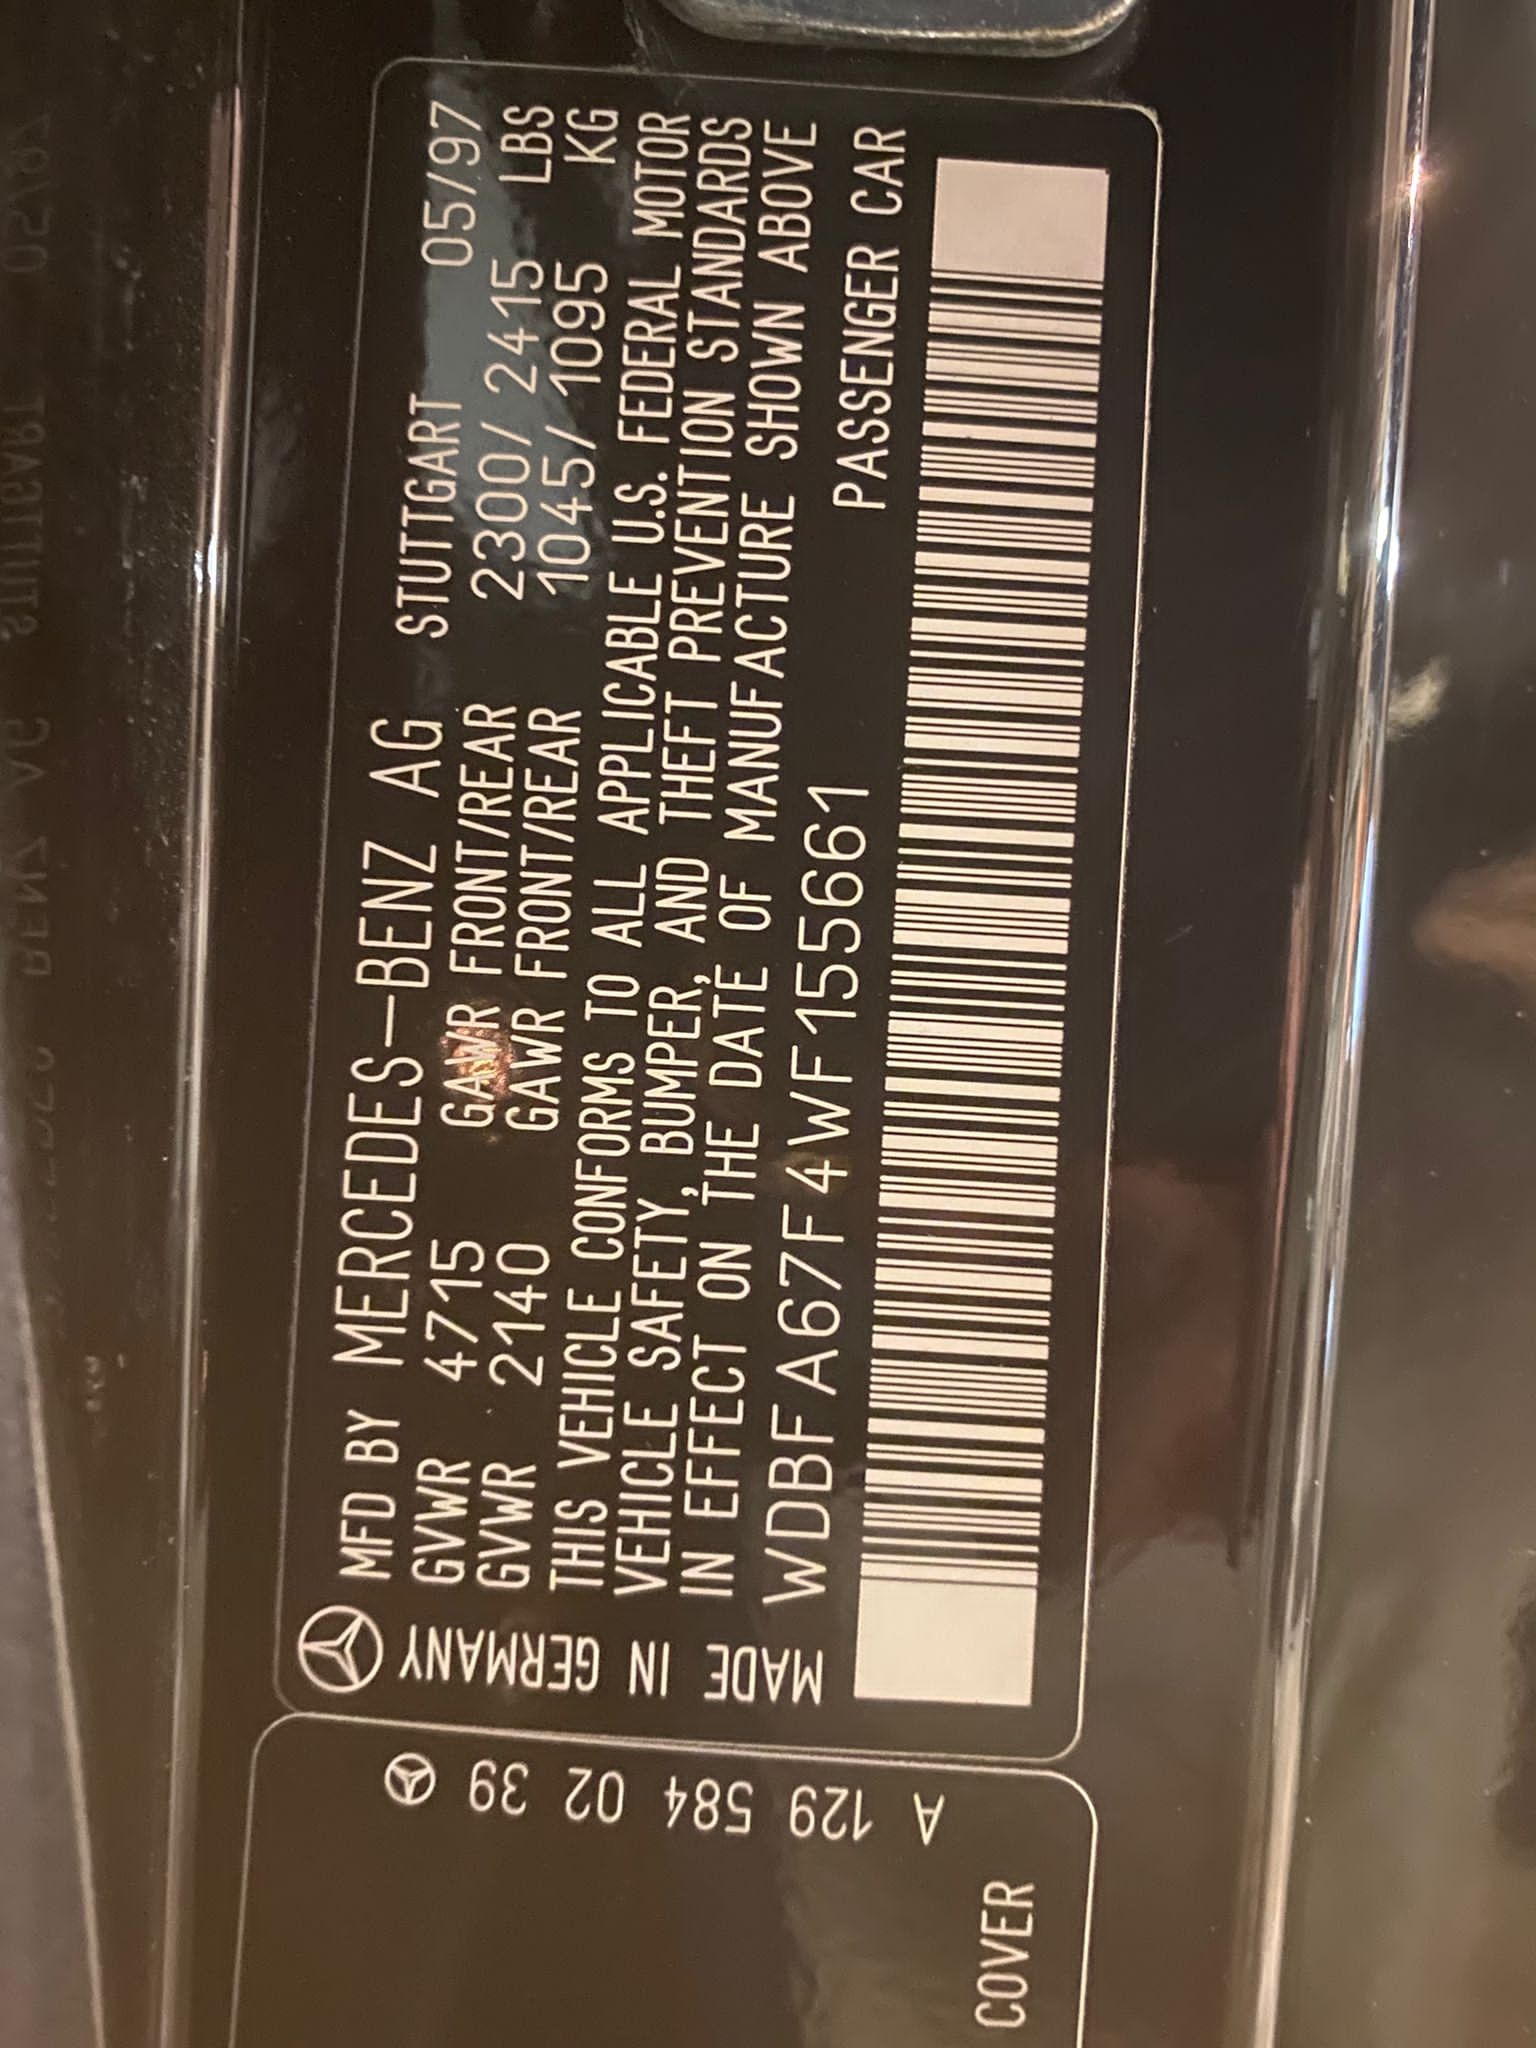 MFD BY MERCEDES-BENZ AG STUTTGART 05/97
GVWR 4715 GAWR FRONT/REAR 2300/ 2415 LBS
GVWR 2140 GAWR FRONT/REAR 1045/ 1095 KG
THIS VEHICLE CONFORMS TO ALL APPLICABLE U.S. FEDERAL MOTOR
VEHICLE SAFETY, BUMPER, AND THEFT PREVENTION STANDARDS
IN EFFECT ON THE DATE OF MANUFACTURE SHOWN ABOVE
WDBFA67F4WF155661 PASSENGER CAR
MADE IN GERMANY
A 129 584 02 39
COVER